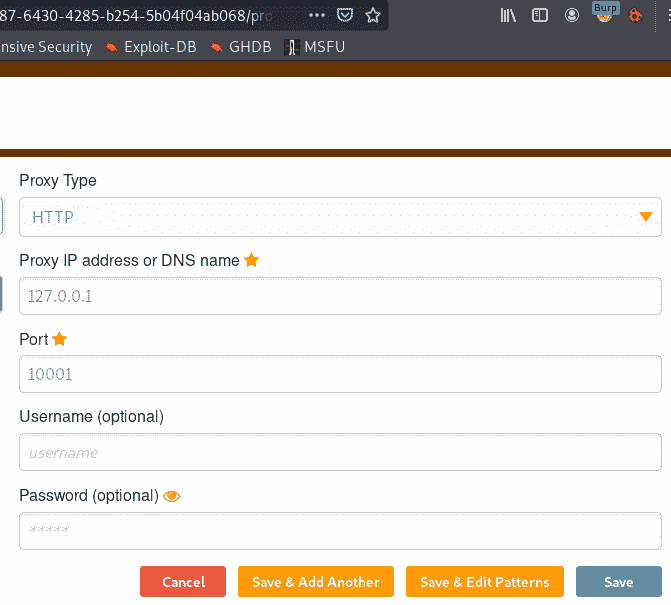 87-6430-4285-b254-5b04f04ab068/pro
Burp
nsive Security Exploit-DB GHDB MSFU
Proxy Type
HTTP
Proxy IP address or DNS name
127.0.0.1
Port
10001
Username (optional)
username
Password (optional)
*****
Cancel Save & Add Another Save & Edit Patterns Save